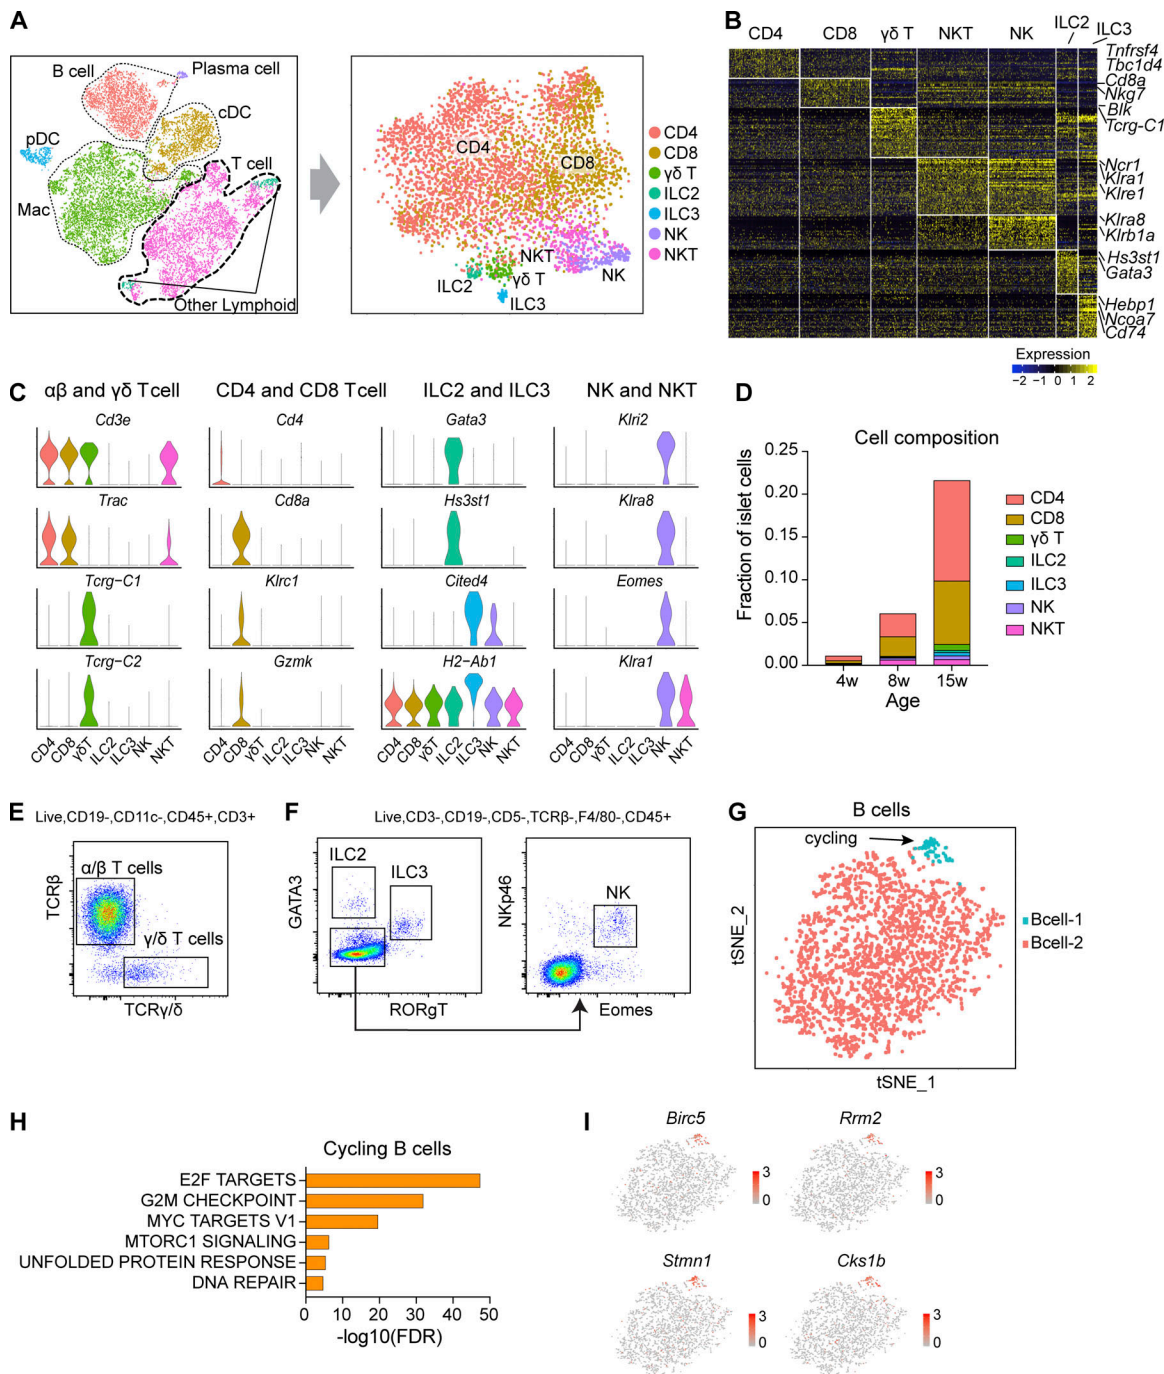 A
B cell
Plasma cell
cDC
pDC
T cell
Mac
Other Lymphoid
CD4
CD8
NKT
γδ T
ILC2
NK
ILC3
CD4
CD8
γδ T
ILC2
ILC3
NK
NKT
B
CD4
CD8
γδ T
NKT
NK
ILC2
ILC3
Tnfrsf4
Tbc1d4
Cd8a
Nkg7
Blk
Tcrg-C1
Ncr1
Klra1
Klre1
Klra8
Klrb1a
Hs3st1
Gata3
Hebp1
Ncoa7
Cd74
Expression
−2 −1 0 1 2
C
αβ and γδ Tcell
CD4 and CD8 Tcell
ILC2 and ILC3
NK and NKT
Cd3e
Cd4
Gata3
Klri2
Trac
Cd8a
Hs3st1
Klra8
Tcrg−C1
Klrc1
Cited4
Eomes
Tcrg−C2
Gzmk
H2−Ab1
Klra1
CD4 CD8 γδT ILC2 ILC3 NK NKT
CD4 CD8 γδT ILC2 ILC3 NK NKT
CD4 CD8 γδT ILC2 ILC3 NK NKT
CD4 CD8 γδT ILC2 ILC3 NK NKT
D
Cell composition
Fraction of islet cells
0.25
0.20
0.15
0.10
0.05
0.00
4w 8w 15w
Age
CD4
CD8
γδ T
ILC2
ILC3
NK
NKT
E
Live,CD19-,CD11c-,CD45+,CD3+
TCRβ
α/β T cells
γ/δ T cells
TCRγ/δ
F
Live,CD3-,CD19-,CD5-,TCRβ-,F4/80-,CD45+
GATA3
ILC2
ILC3
RORgT
NKp46
NK
Eomes
G
B cells
cycling
tSNE_2
tSNE_1
Bcell-1
Bcell-2
H
Cycling B cells
E2F TARGETS
G2M CHECKPOINT
MYC TARGETS V1
MTORC1 SIGNALING
UNFOLDED PROTEIN RESPONSE
DNA REPAIR
0 10 20 30 40 50
-log10(FDR)
I
Birc5
3
0
Rrm2
3
0
Stmn1
3
0
Cks1b
3
0